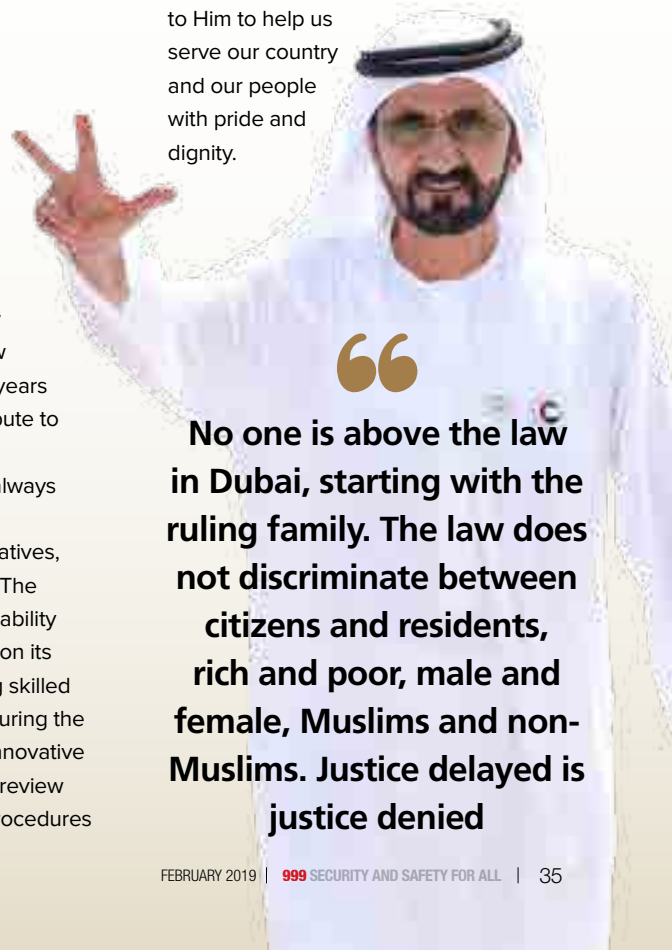 w
years
bute to
lways
atives,
The
ability
on its
g skilled
uring the
nnovative
review
ocedures
to Him to help us
serve our country
and our people
with pride and
dignity.
“
No one is above the law
in Dubai, starting with the
ruling family. The law does
not discriminate between
citizens and residents,
rich and poor, male and
female, Muslims and non-
Muslims. Justice delayed is
justice denied
FEBRUARY 2019 | 999 SECURITY AND SAFETY FOR ALL | 35